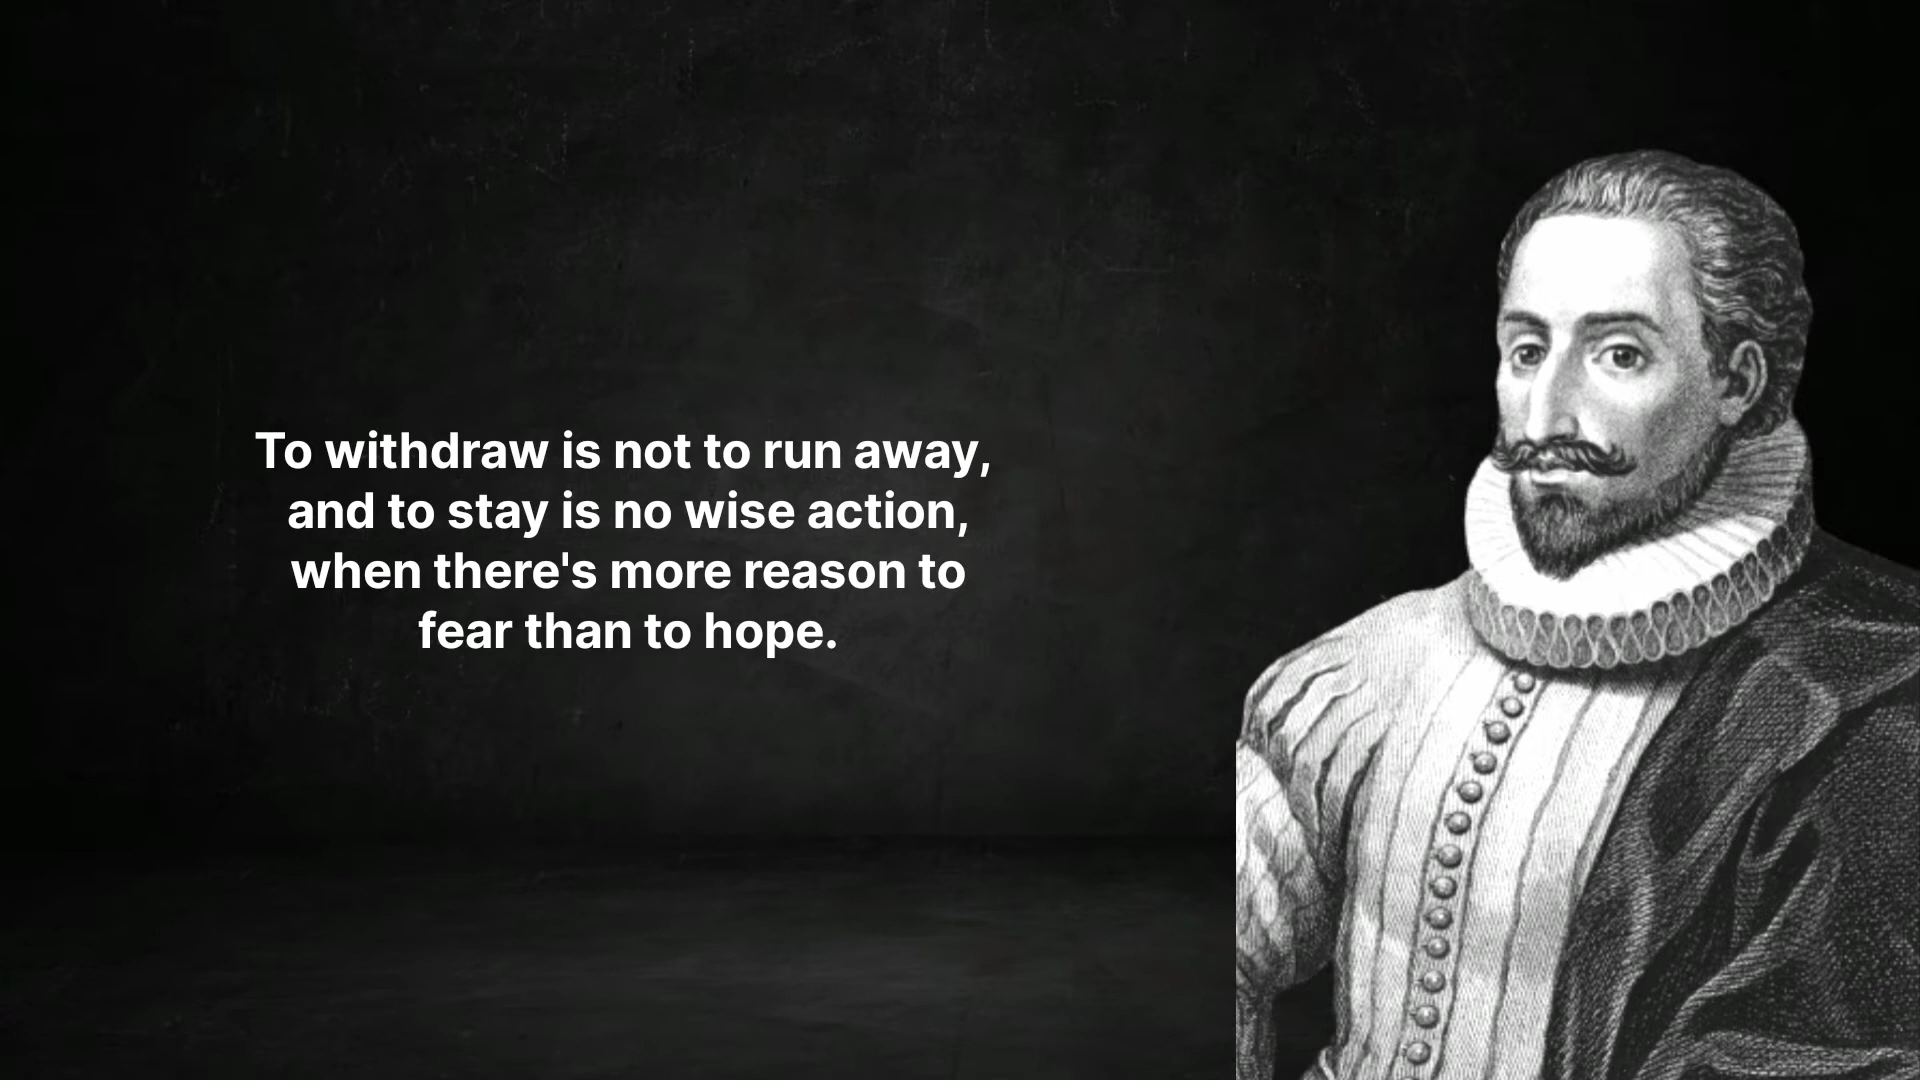 To withdraw is not to run away,
and to stay is no wise action,
when there's more reason to
fear than to hope.